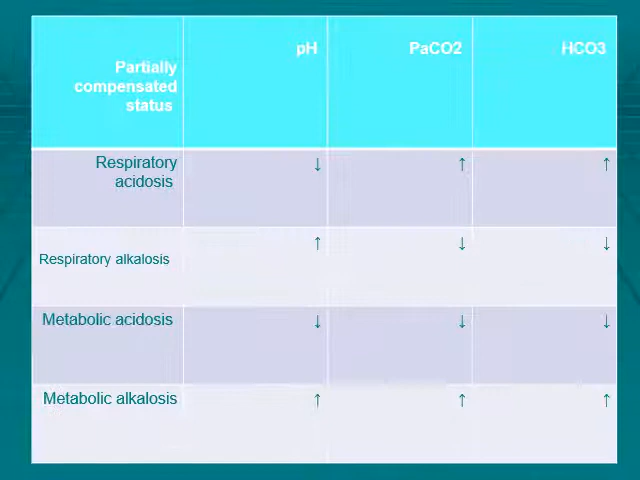 Partially
compensated
status
pH
PaCO2
HCO3
Respiratory
acidosis
↓
↑
↑
Respiratory alkalosis
↑
↓
↓
Metabolic acidosis
↓
↓
↓
Metabolic alkalosis
↑
↑
↑